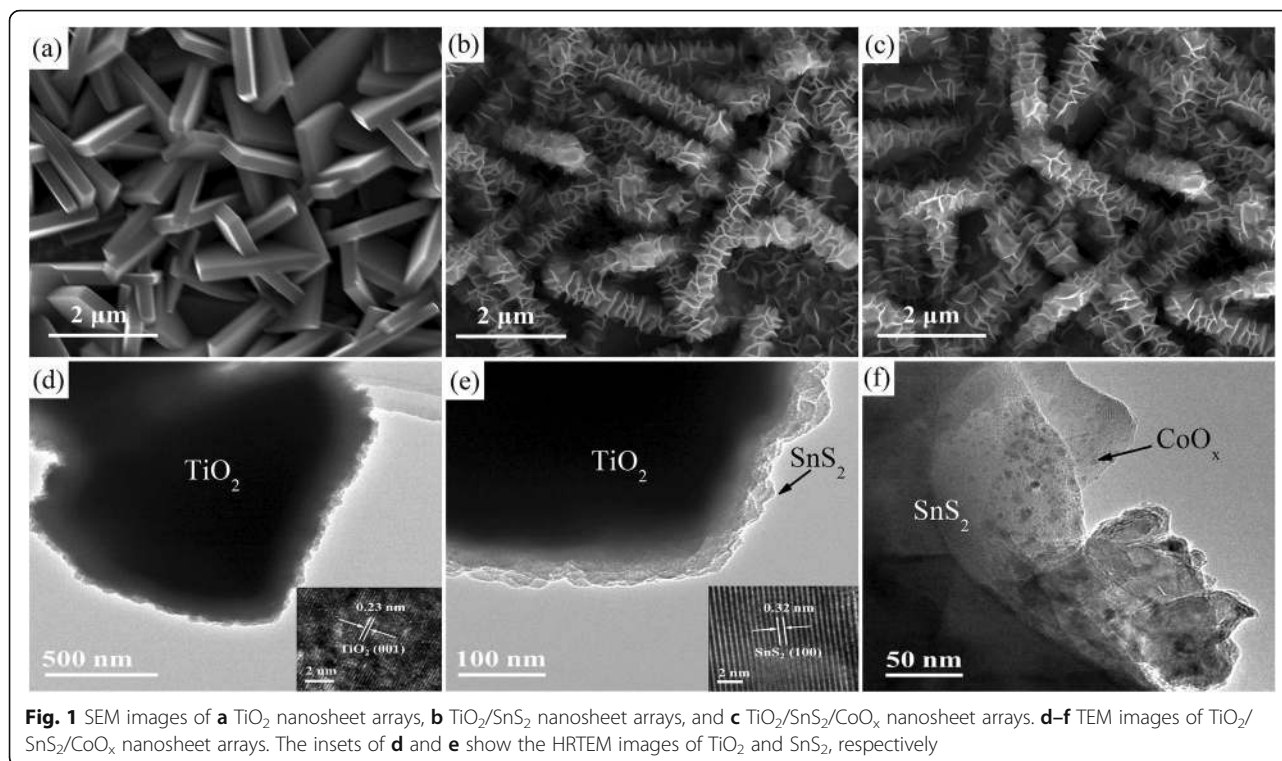 (a)
2 μm
(b)
2 μm
(c)
2 μm
(d)
TiO₂
500 nm
0.23 nm
TiO₂ (001)
2 nm
(e)
TiO₂
SnS₂
100 nm
0.32 nm
SnS₂ (100)
2 nm
(f)
CoOₓ
SnS₂
50 nm
Fig. 1 SEM images of a TiO₂ nanosheet arrays, b TiO₂/SnS₂ nanosheet arrays, and c TiO₂/SnS₂/CoOₓ nanosheet arrays. d–f TEM images of TiO₂/
SnS₂/CoOₓ nanosheet arrays. The insets of d and e show the HRTEM images of TiO₂ and SnS₂, respectively